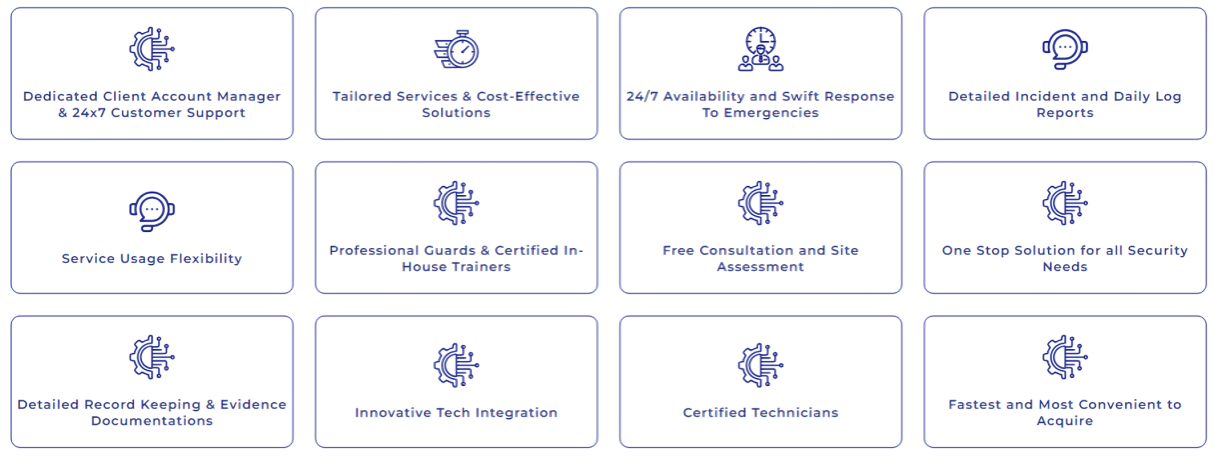 Dedicated Client Account Manager
& 24x7 Customer Support
Tailored Services & Cost-Effective
Solutions
24/7 Availability and Swift Response
To Emergencies
Detailed Incident and Daily Log
Reports
Service Usage Flexibility
Professional Guards & Certified In-
House Trainers
Free Consultation and Site
Assessment
One Stop Solution for all Security
Needs
Detailed Record Keeping & Evidence
Documentations
Innovative Tech Integration
Certified Technicians
Fastest and Most Convenient to
Acquire